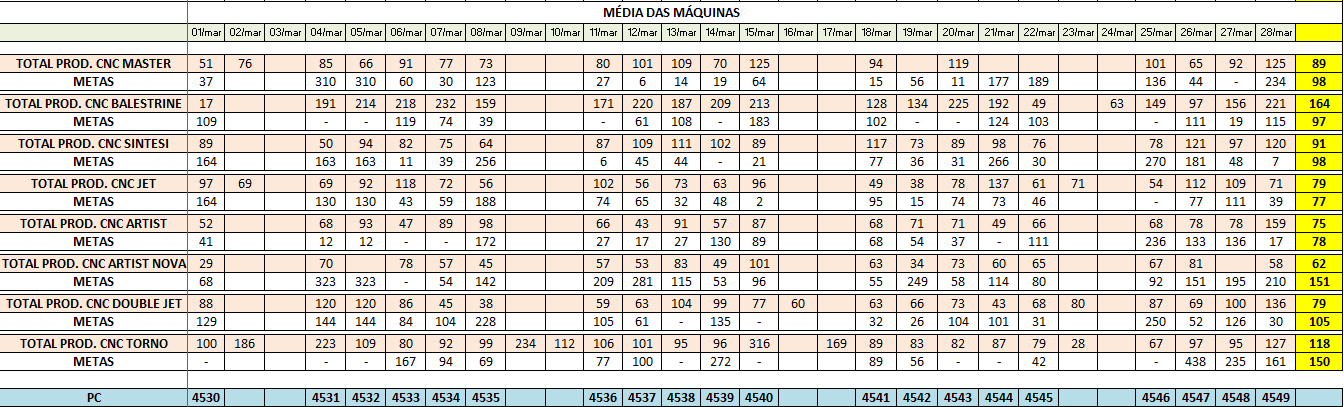 MÉDIA DAS MÁQUINAS
01/mar 02/mar 03/mar 04/mar 05/mar 06/mar 07/mar 08/mar 09/mar 10/mar 11/mar 12/mar 13/mar 14/mar 15/mar 16/mar 17/mar 18/mar 19/mar 20/mar 21/mar 22/mar 23/mar 24/mar 25/mar 26/mar 27/mar 28/mar
TOTAL PROD. CNC MASTER 51 76 85 66 91 77 73 80 101 109 70 125 94 119 101 65 92 125 89
METAS 37 310 310 60 30 123 27 6 14 19 64 15 56 11 177 189 136 44 - 234 98
TOTAL PROD. CNC BALESTRINE 17 191 214 218 232 159 171 220 187 209 213 128 134 225 192 49 63 149 97 156 221 164
METAS 109 - - 119 74 39 - 61 108 - 183 102 - - 124 103 - 111 19 115 97
TOTAL PROD. CNC SINTESI 89 50 94 82 75 64 87 109 111 102 89 117 73 89 98 76 78 121 97 120 91
METAS 164 163 163 11 39 256 6 45 44 - 21 77 36 31 266 30 270 181 48 7 98
TOTAL PROD. CNC JET 97 69 69 92 118 72 56 102 56 73 63 96 49 38 78 137 61 71 54 112 109 71 79
METAS 164 130 130 43 59 188 74 65 32 48 2 95 15 74 73 46 - 77 111 39 77
TOTAL PROD. CNC ARTIST 52 68 93 47 89 98 66 43 91 57 87 68 71 71 49 66 68 78 78 159 75
METAS 41 12 12 - - 172 27 17 27 130 89 68 54 37 - 111 236 133 136 17 78
TOTAL PROD. CNC ARTIST NOVA 29 70 78 57 45 57 53 83 49 101 63 34 73 60 65 67 81 58 62
METAS 68 323 323 - 54 142 209 281 115 53 96 55 249 58 114 80 92 151 195 210 151
TOTAL PROD. CNC DOUBLE JET 88 120 120 86 45 38 59 63 104 99 77 60 63 66 73 43 68 80 87 69 100 136 79
METAS 129 144 144 84 104 228 105 61 - 135 - 32 26 104 101 31 250 52 126 30 105
TOTAL PROD. CNC TORNO 100 186 223 109 80 92 99 234 112 106 101 95 96 316 169 89 83 82 87 79 28 67 97 95 127 118
METAS - - - 167 94 69 77 100 - 272 - 89 56 - - 42 - 438 235 161 150
PC 4530 4531 4532 4533 4534 4535 4536 4537 4538 4539 4540 4541 4542 4543 4544 4545 4546 4547 4548 4549